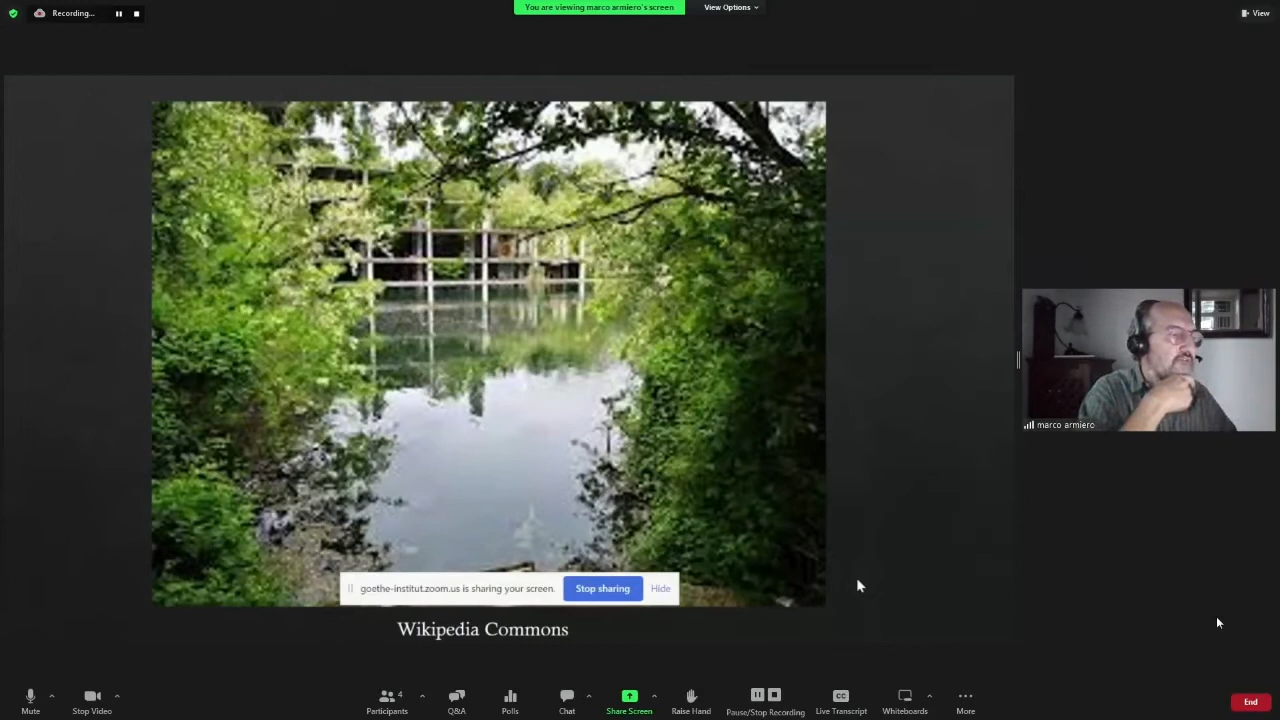 Recording...
You are viewing marco armiero's screen
View Options
View
marco armiero
goethe-institut.zoom.us is sharing your screen.
Stop sharing
Hide
Wikipedia Commons
Mute
Stop Video
4
Participants
Q&A
Polls
Chat
Share Screen
Raise Hand
Pause/Stop Recording
CC
Live Transcript
Whiteboards
More
End